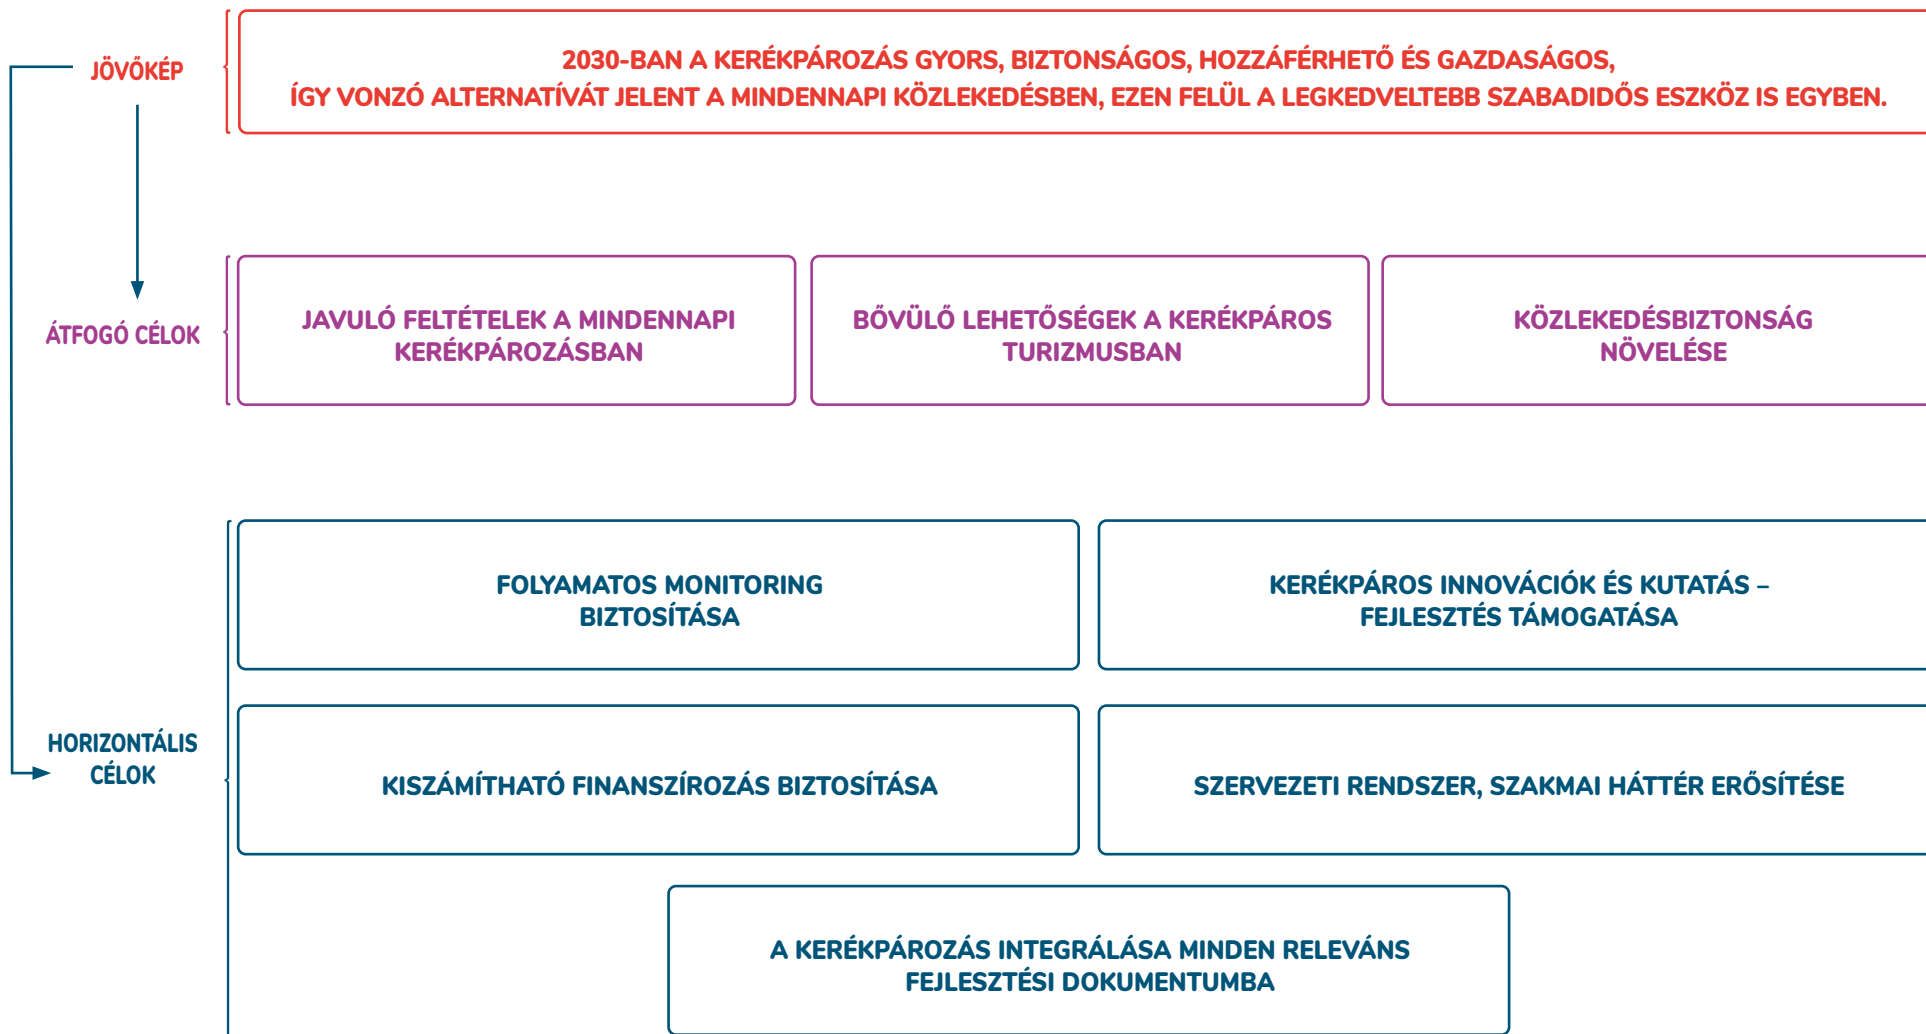 JÖVŐKÉP
2030-BAN A KERÉKPÁROZÁS GYORS, BIZTONSÁGOS, HOZZÁFÉRHETŐ ÉS GAZDASÁGOS,
ÍGY VONZÓ ALTERNATÍVÁT JELENT A MINDENNAPI KÖZLEKEDÉSBEN, EZEN FELÜL A LEGKEDVELTEBB SZABADIDŐS ESZKÖZ IS EGYBEN.
ÁTFOGÓ CÉLOK
JAVULÓ FELTÉTELEK A MINDENNAPI
KERÉKPÁROZÁSBAN
BŐVÜLŐ LEHETŐSÉGEK A KERÉKPÁROS
TURIZMUSBAN
KÖZLEKEDÉSBIZTONSÁG
NÖVELÉSE
HORIZONTÁLIS
CÉLOK
FOLYAMATOS MONITORING
BIZTOSÍTÁSA
KERÉKPÁROS INNOVÁCIÓK ÉS KUTATÁS –
FEJLESZTÉS TÁMOGATÁSA
KISZÁMÍTHATÓ FINANSZÍROZÁS BIZTOSÍTÁSA
SZERVEZETI RENDSZER, SZAKMAI HÁTTÉR ERŐSÍTÉSE
A KERÉKPÁROZÁS INTEGRÁLÁSA MINDEN RELEVÁNS
FEJLESZTÉSI DOKUMENTUMBA